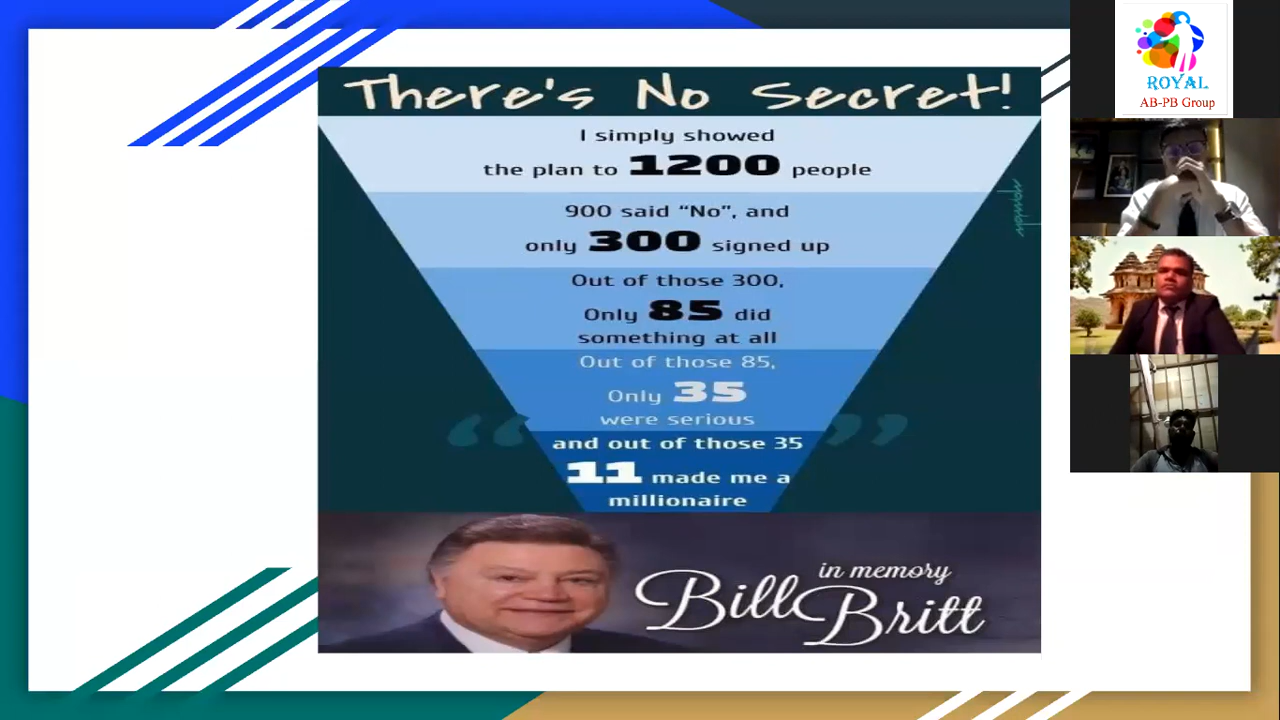 There's No Secret!
I simply showed
the plan to 1200 people
900 said “No”, and
only 300 signed up
Out of those 300,
Only 85 did
something at all
Out of those 85,
Only 35
were serious
and out of those 35
11 made me a
millionaire
in memory
Bill Britt
ROYAL
AB-PB Group